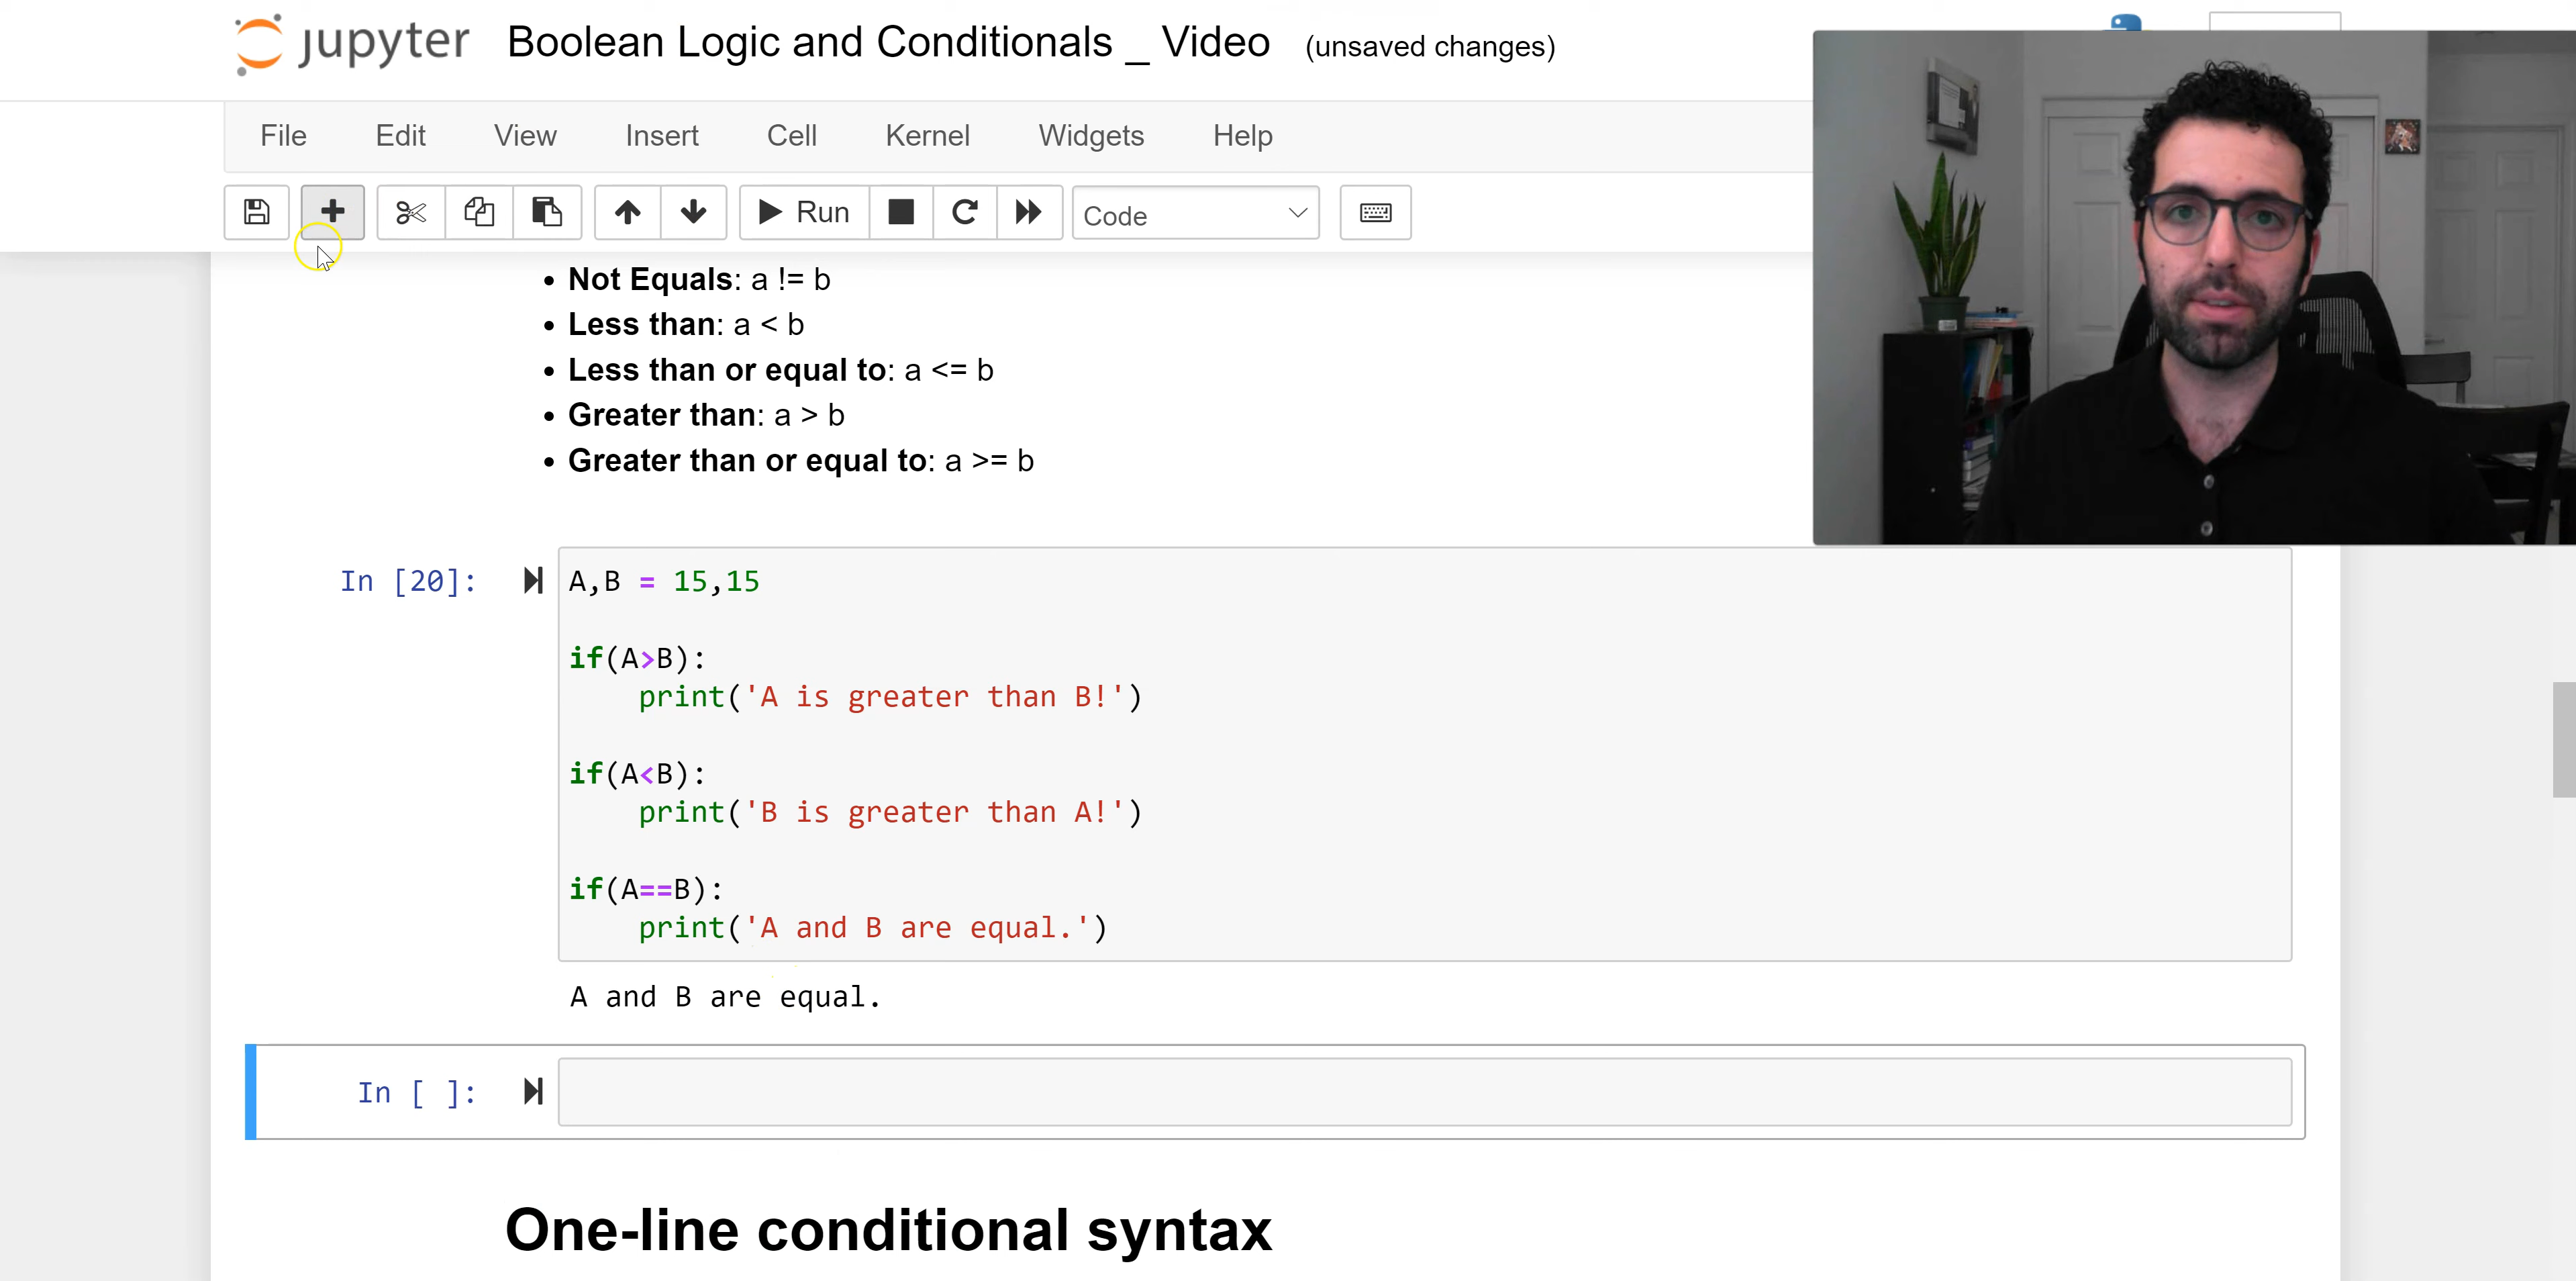 jupyter Boolean Logic and Conditionals _ Video (unsaved changes)
File Edit View Insert Cell Kernel Widgets Help
Run Code
• Not Equals: a != b
• Less than: a < b
• Less than or equal to: a <= b
• Greater than: a > b
• Greater than or equal to: a >= b
In [20]: A,B = 15,15
if(A>B):
print('A is greater than B!')
if(A<B):
print('B is greater than A!')
if(A==B):
print('A and B are equal.')
A and B are equal.
In [ ]:
One-line conditional syntax